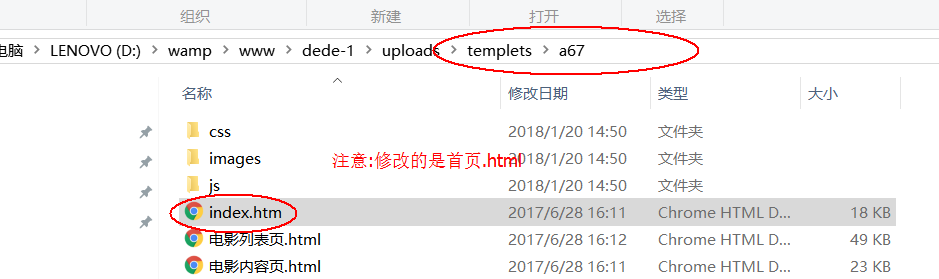 组织 新建 打开 选择
电脑 > LENOVO (D:) > wamp > www > dede-1 > uploads > templets > a67
名称 修改日期 类型 大小
css 2018/1/20 14:50 文件夹
images 2018/1/20 14:50 文件夹
注意:修改的是首页.html
js 2018/1/20 14:50 文件夹
index.htm 2017/6/28 16:11 Chrome HTML D... 18 KB
电影列表页.html 2017/6/28 16:12 Chrome HTML D... 49 KB
电影内容页.html 2017/6/28 16:11 Chrome HTML D... 23 KB